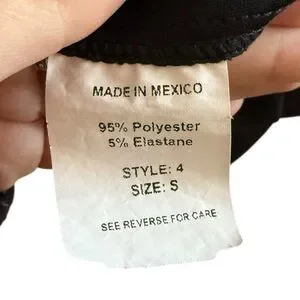 MADE IN MEXICO
95% Polyester
5% Elastane
STYLE: 4
SIZE: S
SEE REVERSE FOR CARE